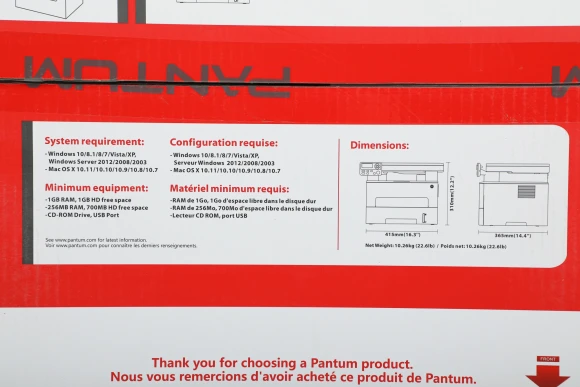 PANTUM
System requirement:
- Windows 10/8.1/8/7/Vista/XP,
Windows Server 2012/2008/2003
- Mac OS X 10.11/10.10/10.9/10.8/10.7
Minimum equipment:
-1GB RAM, 1GB HD free space
-256MB RAM, 700MB HD free space
-CD-ROM Drive, USB Port
See www.pantum.com for latest information.
Voir www.pantum.com pour connaître les derniers renseignements.
Configuration requise:
- Windows 10/8.1/8/7/Vista/XP,
Serveur Windows 2012/2008/2003
- Mac OS X 10.11/10.10/10.9/10.8/10.7
Matériel minimum requis:
-RAM de 1Go, 1Go d'espace libre dans le disque dur
-RAM de 256Mo, 700Mo d'espace libre dans le disque dur
-Lecteur CD ROM, port USB
Dimensions:
310mm(12.2")
415mm(16.3")
365mm(14.4")
Net Weight: 10.26kg (22.6lb) / Poids net: 10.26kg (22.6lb)
Thank you for choosing a Pantum product.
Nous vous remercions d'avoir acheté ce produit de Pantum.
FRONT